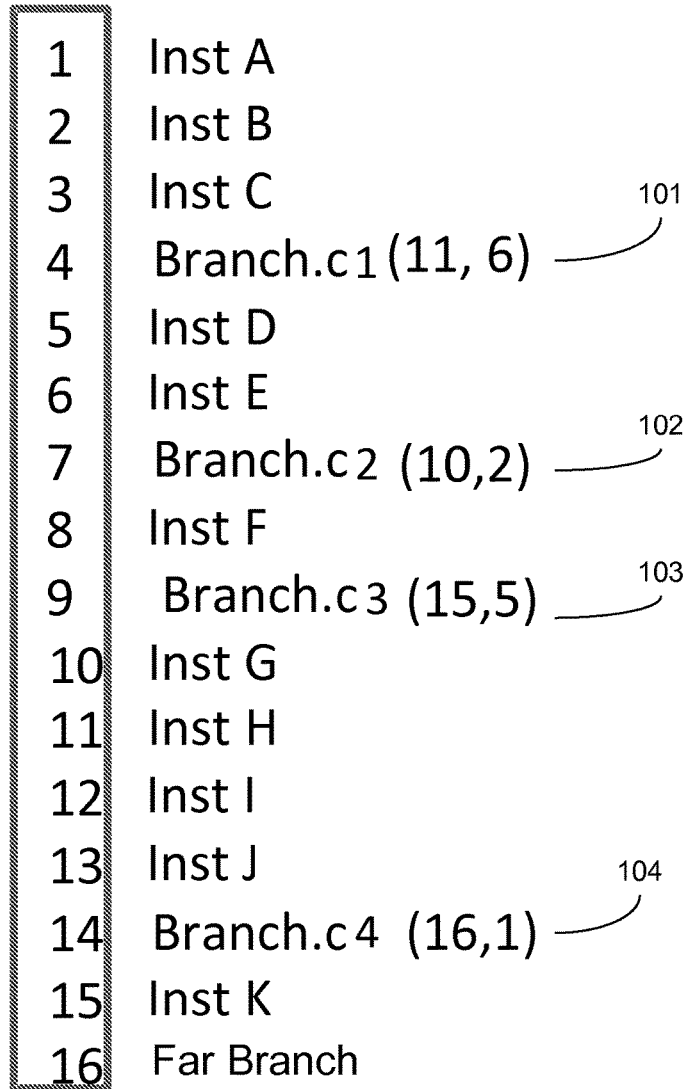 1 Inst A
2 Inst B
3 Inst C
101
4 Branch.c1 (11, 6)
5 Inst D
6 Inst E
102
7 Branch.c2 (10,2)
8 Inst F
103
9 Branch.c3 (15,5)
10 Inst G
11 Inst H
12 Inst I
13 Inst J
104
14 Branch.c4 (16,1)
15 Inst K
16 Far Branch